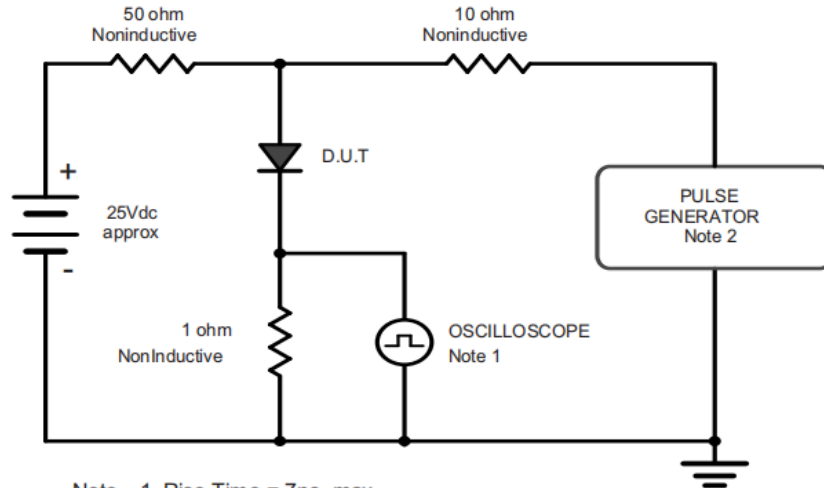 50 ohm
Noninductive
10 ohm
Noninductive
D.U.T
+
25Vdc
approx
-
PULSE
GENERATOR
Note 2
1 ohm
NonInductive
OSCILLOSCOPE
Note 1